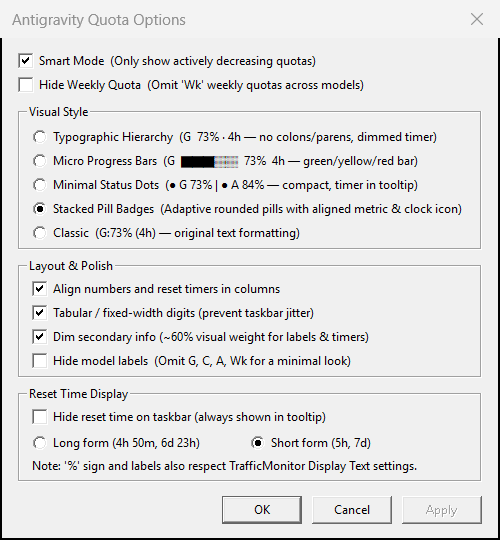 Antigravity Quota Options
Smart Mode (Only show actively decreasing quotas)
Hide Weekly Quota (Omit 'Wk' weekly quotas across models)
Visual Style
Typographic Hierarchy (G 73% · 4h — no colons/parens, dimmed timer)
Micro Progress Bars (G ██████░░░░ 73% 4h — green/yellow/red bar)
Minimal Status Dots (● G 73% | ● A 84% — compact, timer in tooltip)
Stacked Pill Badges (Adaptive rounded pills with aligned metric & clock icon)
Classic (G:73% (4h) — original text formatting)
Layout & Polish
Align numbers and reset timers in columns
Tabular / fixed-width digits (prevent taskbar jitter)
Dim secondary info (~60% visual weight for labels & timers)
Hide model labels (Omit G, C, A, Wk for a minimal look)
Reset Time Display
Hide reset time on taskbar (always shown in tooltip)
Long form (4h 50m, 6d 23h) Short form (5h, 7d)
Note: '%' sign and labels also respect TrafficMonitor Display Text settings.
OK Cancel Apply